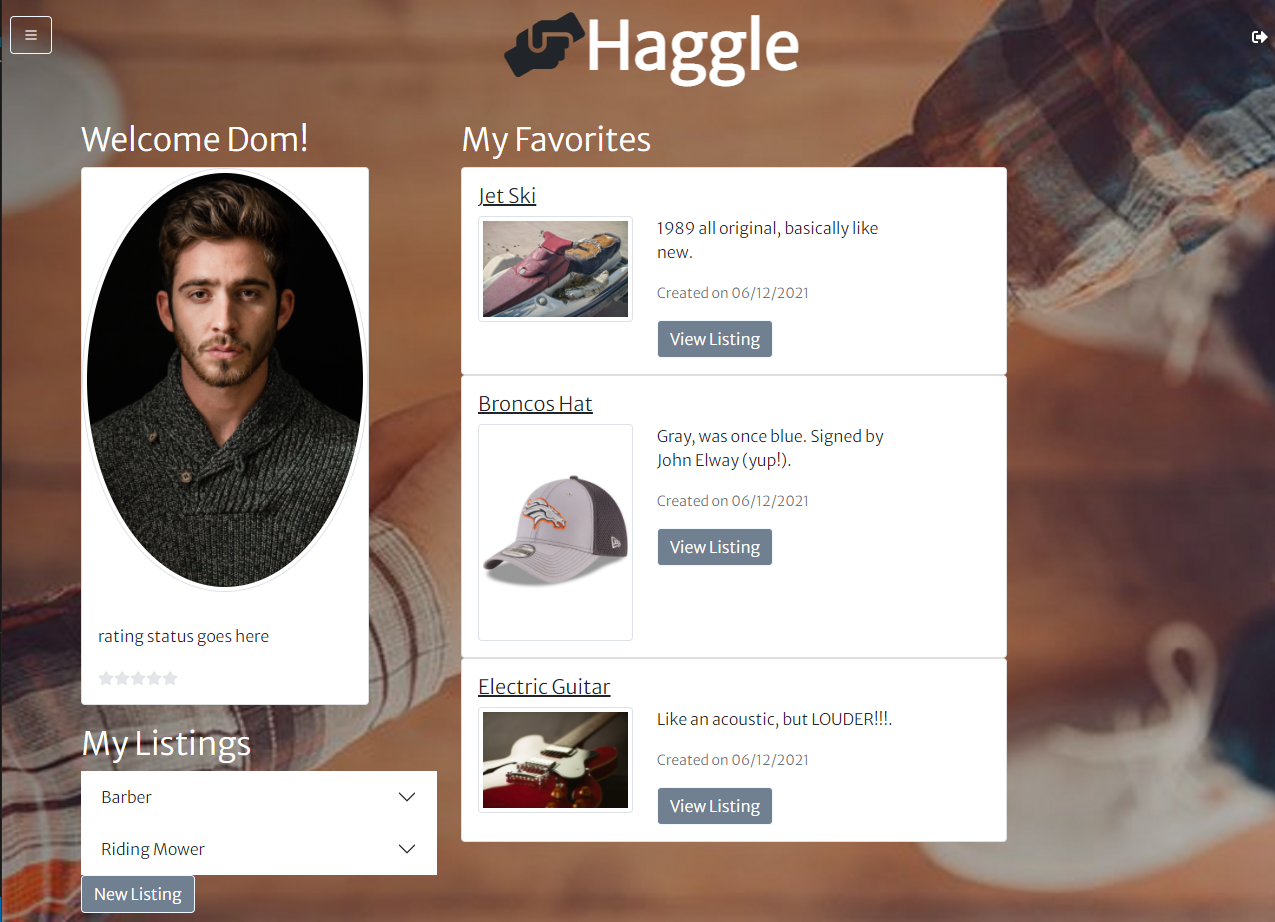 Haggle
Welcome Dom!
rating status goes here
My Listings
Barber
Riding Mower
New Listing
My Favorites
Jet Ski
1989 all original, basically like
new.
Created on 06/12/2021
View Listing
Broncos Hat
Gray, was once blue. Signed by
John Elway (yup!).
Created on 06/12/2021
View Listing
Electric Guitar
Like an acoustic, but LOUDER!!!.
Created on 06/12/2021
View Listing